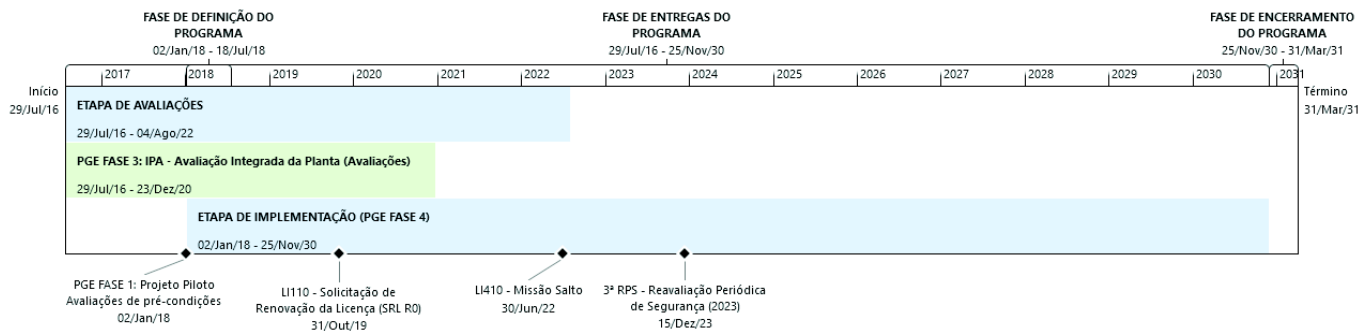 FASE DE DEFINIÇÃO DO
PROGRAMA
02/Jan/18 - 18/Jul/18
FASE DE ENTREGAS DO
PROGRAMA
29/Jul/16 - 25/Nov/30
FASE DE ENCERRAMENTO
DO PROGRAMA
25/Nov/30 - 31/Mar/31
2017 2018 2019 2020 2021 2022 2023 2024 2025 2026 2027 2028 2029 2030 2031
Início
29/Jul/16
Término
31/Mar/31
ETAPA DE AVALIAÇÕES
29/Jul/16 - 04/Ago/22
PGE FASE 3: IPA - Avaliação Integrada da Planta (Avaliações)
29/Jul/16 - 23/Dez/20
ETAPA DE IMPLEMENTAÇÃO (PGE FASE 4)
02/Jan/18 - 25/Nov/30
PGE FASE 1: Projeto Piloto
Avaliações de pré-condições
02/Jan/18
LI110 - Solicitação de
Renovação da Licença (SRL R0)
31/Out/19
LI410 - Missão Salto
30/Jun/22
3ª RPS - Reavaliação Periódica
de Segurança (2023)
15/Dez/23